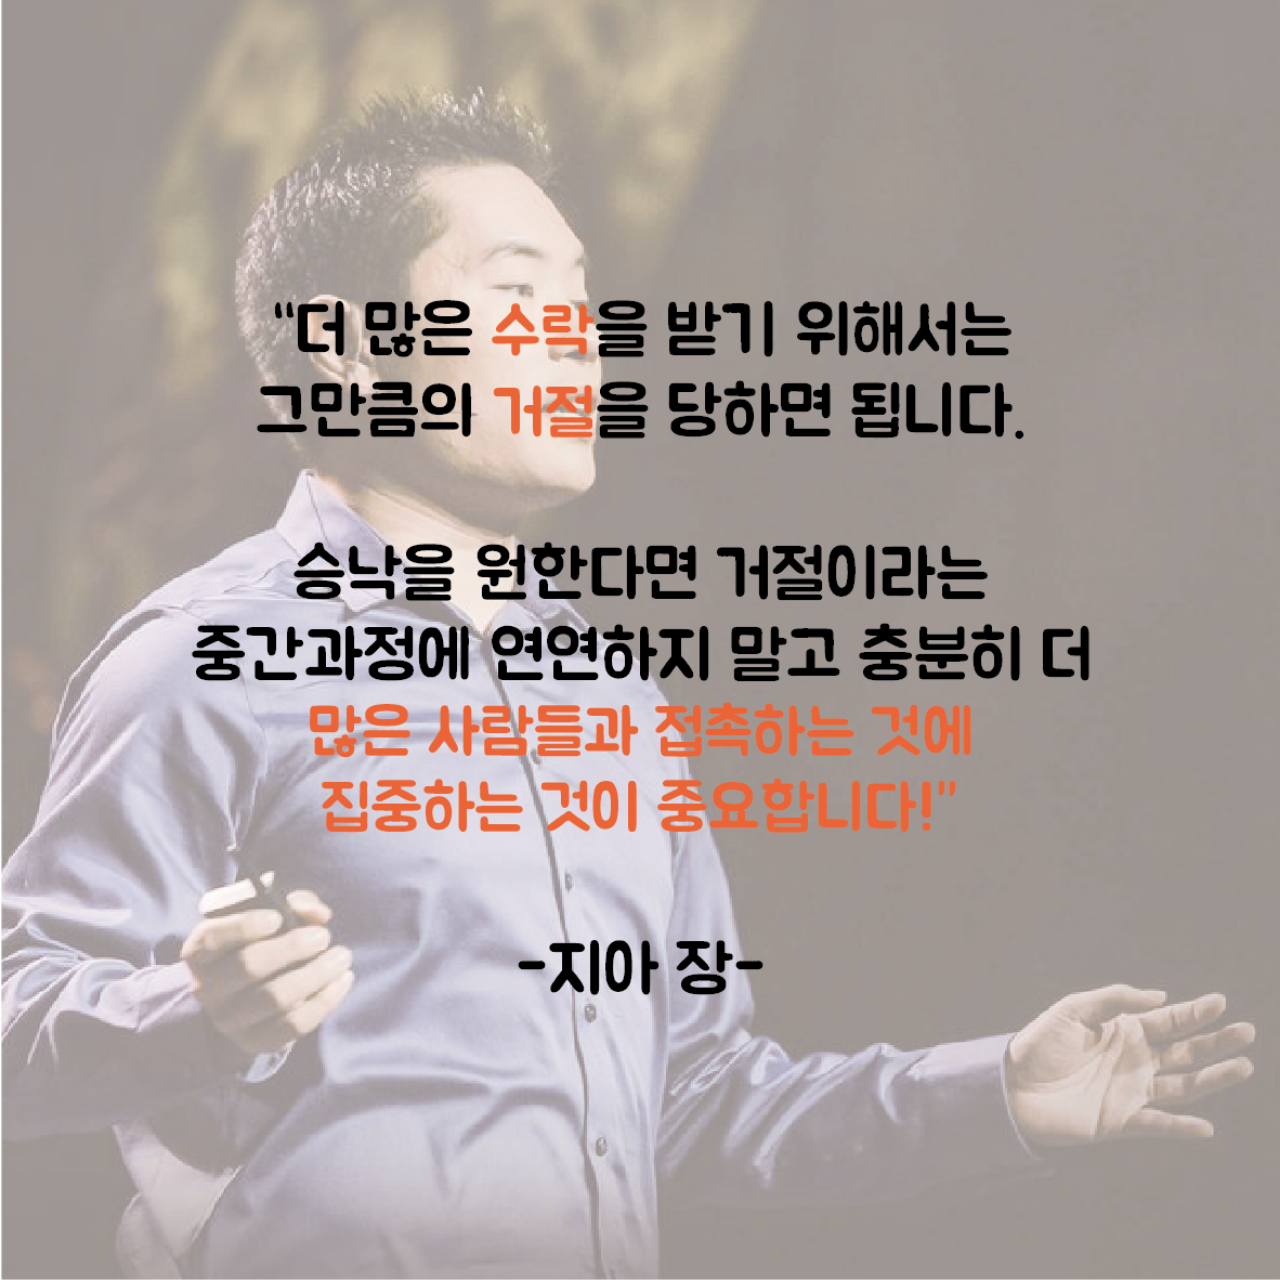 "더 많은 수락을 받기 위해서는
그만큼의 거절을 당하면 됩니다.
승낙을 원한다면 거절이라는
중간과정에 연연하지 말고 충분히 더
많은 사람들과 접촉하는 것에
집중하는 것이 중요합니다!"
-지아 장-